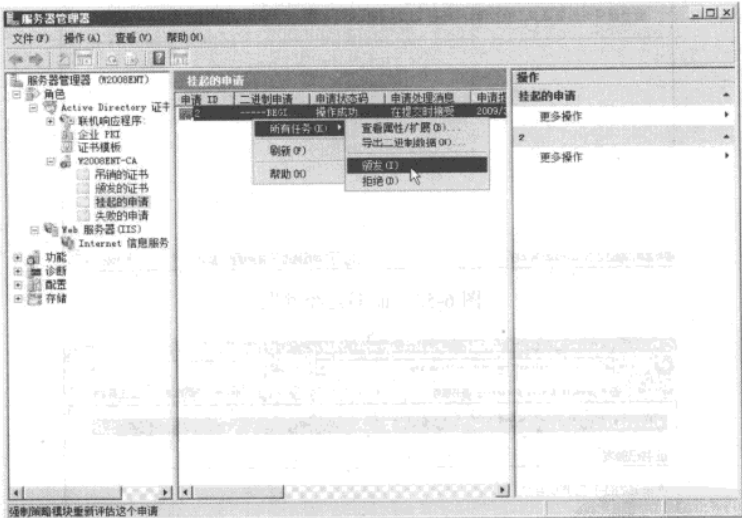 服务器管理器
文件(F) 操作(A) 查看(V) 帮助(H)
服务器管理器 (W2008ENT)
角色
Active Directory 证书
联机响应程序:
企业 PKI
证书模板
W2008ENT-CA
吊销的证书
颁发的证书
挂起的申请
失败的申请
Web 服务器(IIS)
Internet 信息服务
功能
诊断
配置
存储
挂起的申请
申请 ID 二进制申请 申请状态码 申请处理消息 申请提
2 -----BEGI... 操作成功 在提交时接受 2009/
所有任务(K)
刷新(F)
帮助(H)
查看属性/扩展(B)...
导出二进制数据(X)...
颁发(I)
拒绝(D)
操作
挂起的申请
更多操作
2
更多操作
强制策略模块重新评估这个申请